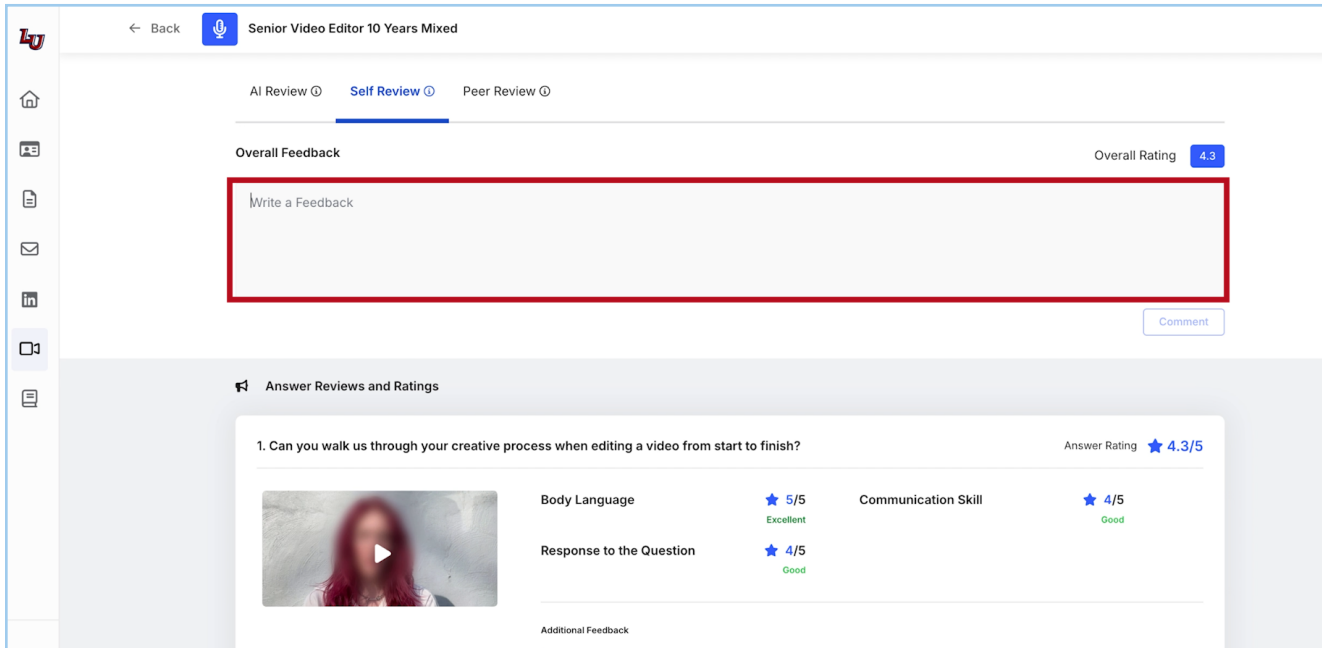 LU
Back
Senior Video Editor 10 Years Mixed
AI Review
Self Review
Peer Review
Overall Feedback
Overall Rating 4.3
Write a Feedback
Comment
Answer Reviews and Ratings
1. Can you walk us through your creative process when editing a video from start to finish?
Answer Rating 4.3/5
Body Language 5/5
Excellent
Communication Skill 4/5
Good
Response to the Question 4/5
Good
Additional Feedback